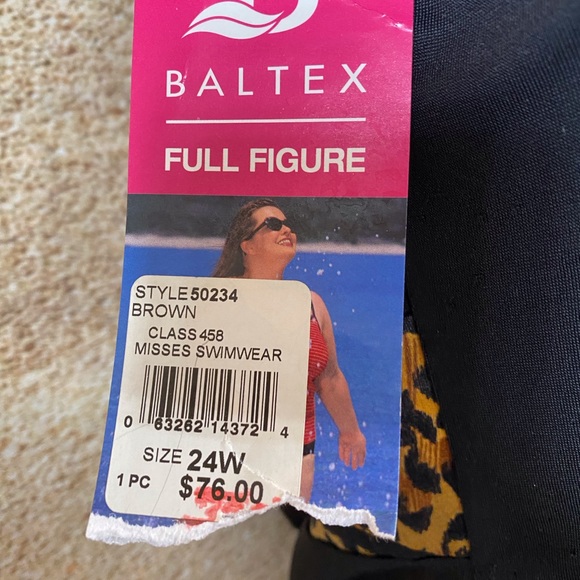 BALTEX
FULL FIGURE
STYLE 50234
BROWN
CLASS 458
MISSES SWIMWEAR
0 63262 14372 4
SIZE 24W
1 PC $76.00